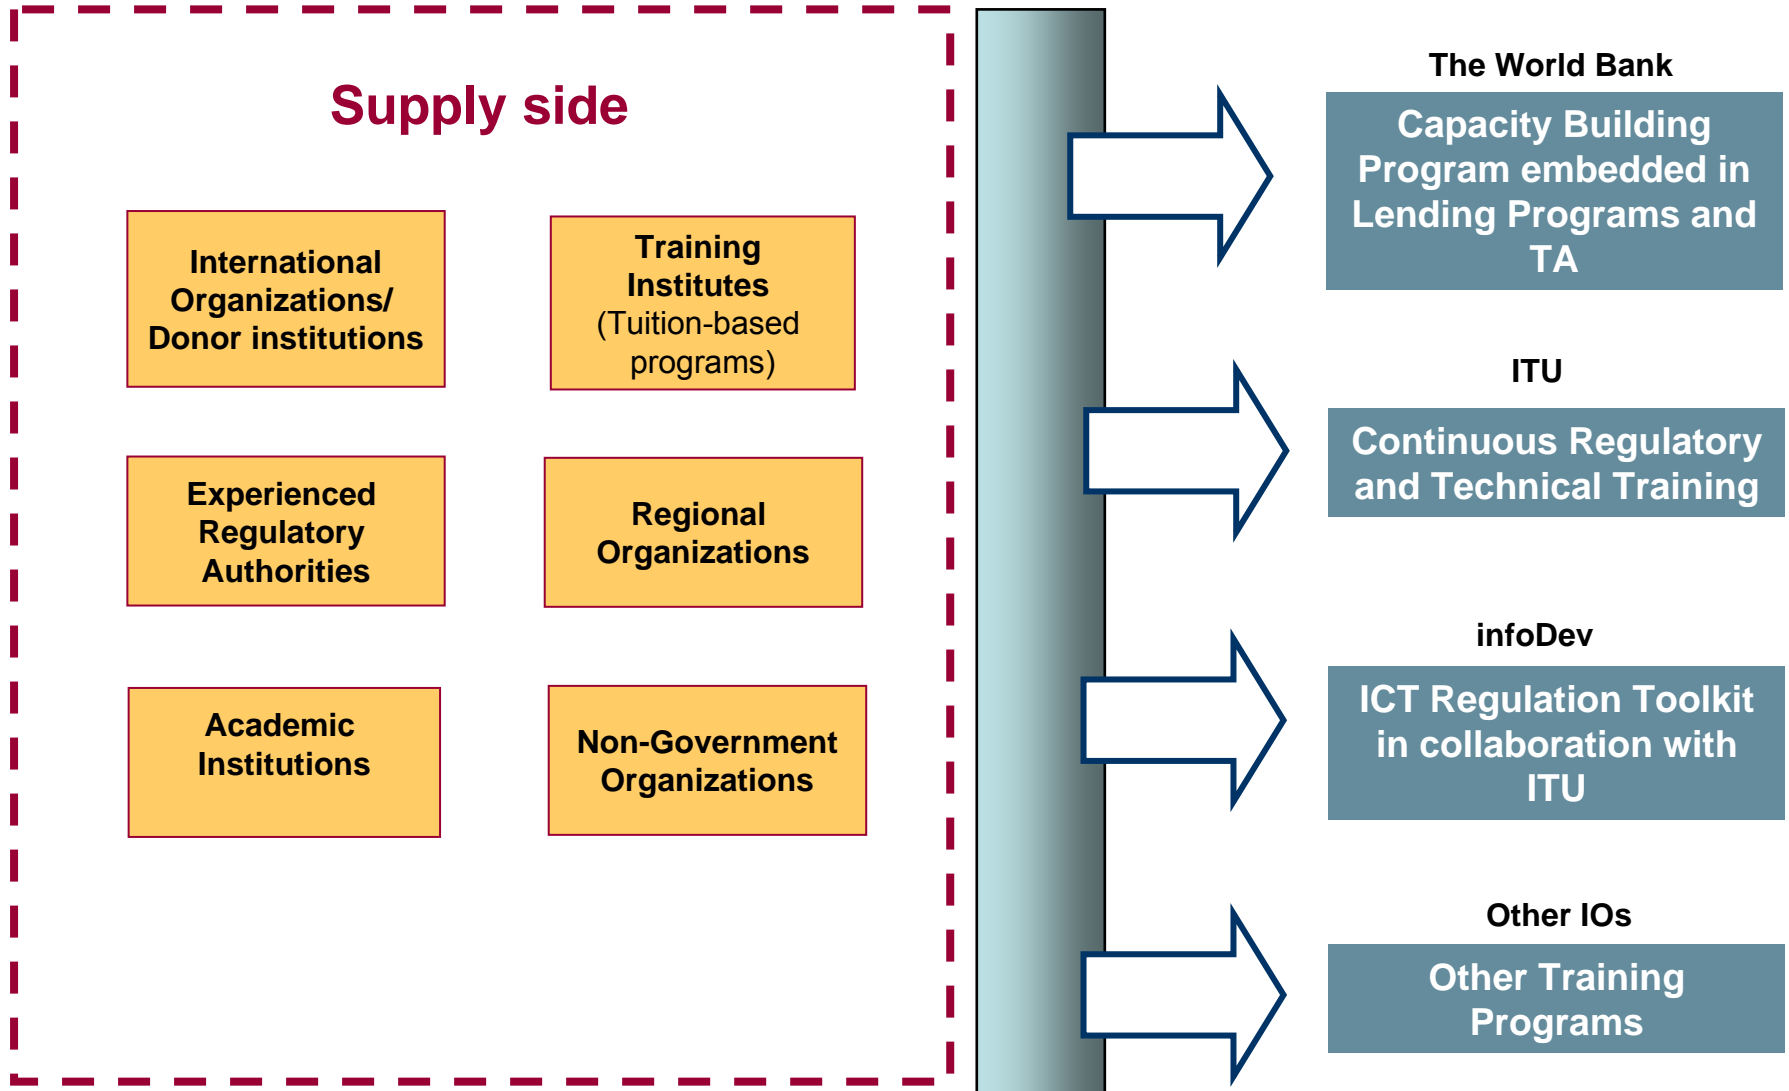 Supply side
International
Organizations/
Donor institutions
Training
Institutes
(Tuition-based
programs)
Experienced
Regulatory
Authorities
Regional
Organizations
Academic
Institutions
Non-Government
Organizations
The World Bank
Capacity Building
Program embedded in
Lending Programs and
TA
ITU
Continuous Regulatory
and Technical Training
infoDev
ICT Regulation Toolkit
in collaboration with
ITU
Other IOs
Other Training
Programs